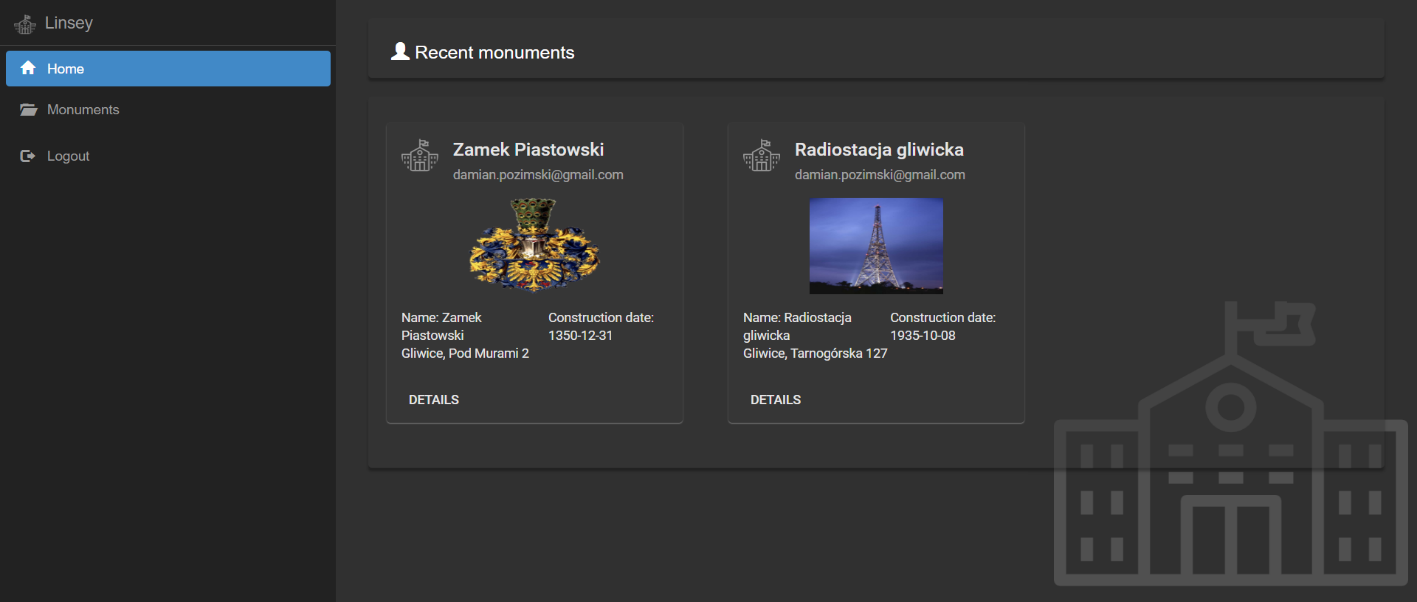 Linsey
Home
Monuments
Logout
Recent monuments
Zamek Piastowski
damian.pozimski@gmail.com
Name: Zamek
Piastowski
Gliwice, Pod Murami 2
Construction date:
1350-12-31
DETAILS
Radiostacja gliwicka
damian.pozimski@gmail.com
Name: Radiostacja
gliwicka
Gliwice, Tarnogórska 127
Construction date:
1935-10-08
DETAILS